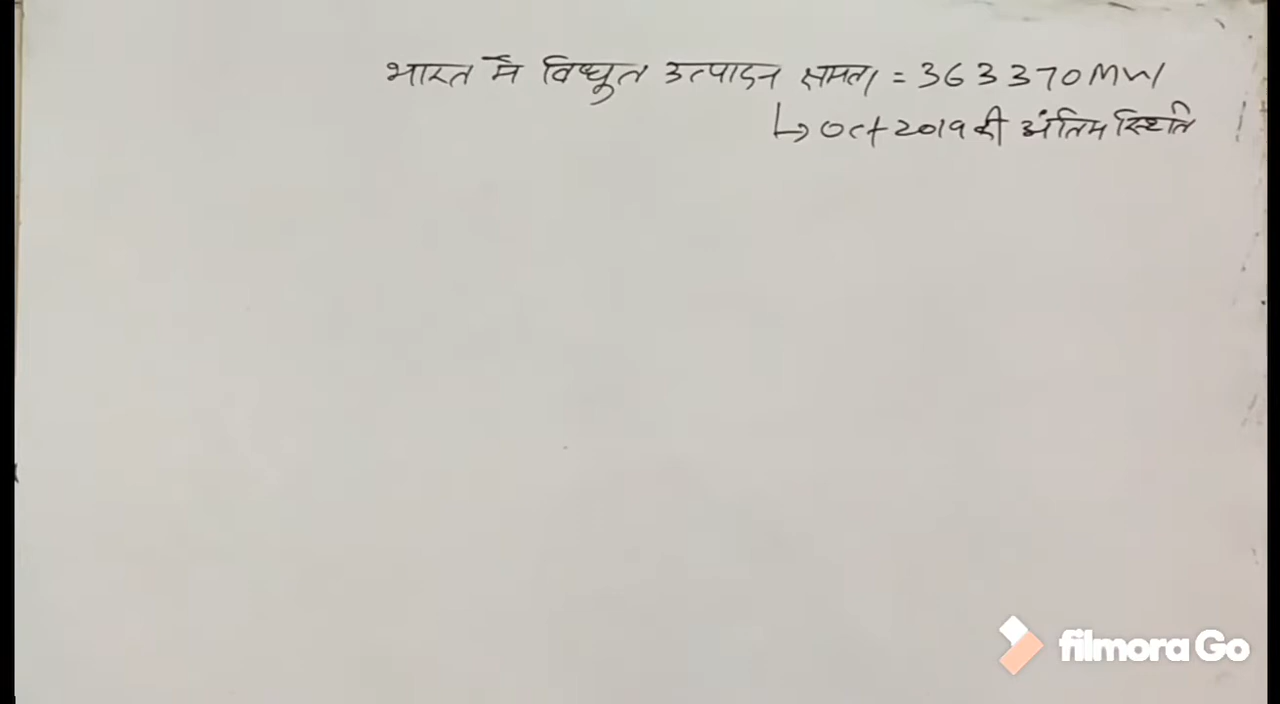 भारत मे विधुत उत्पादन क्षमता = 363370MW
↳ Oct 2019 की अंतिम स्थिति
filmora Go